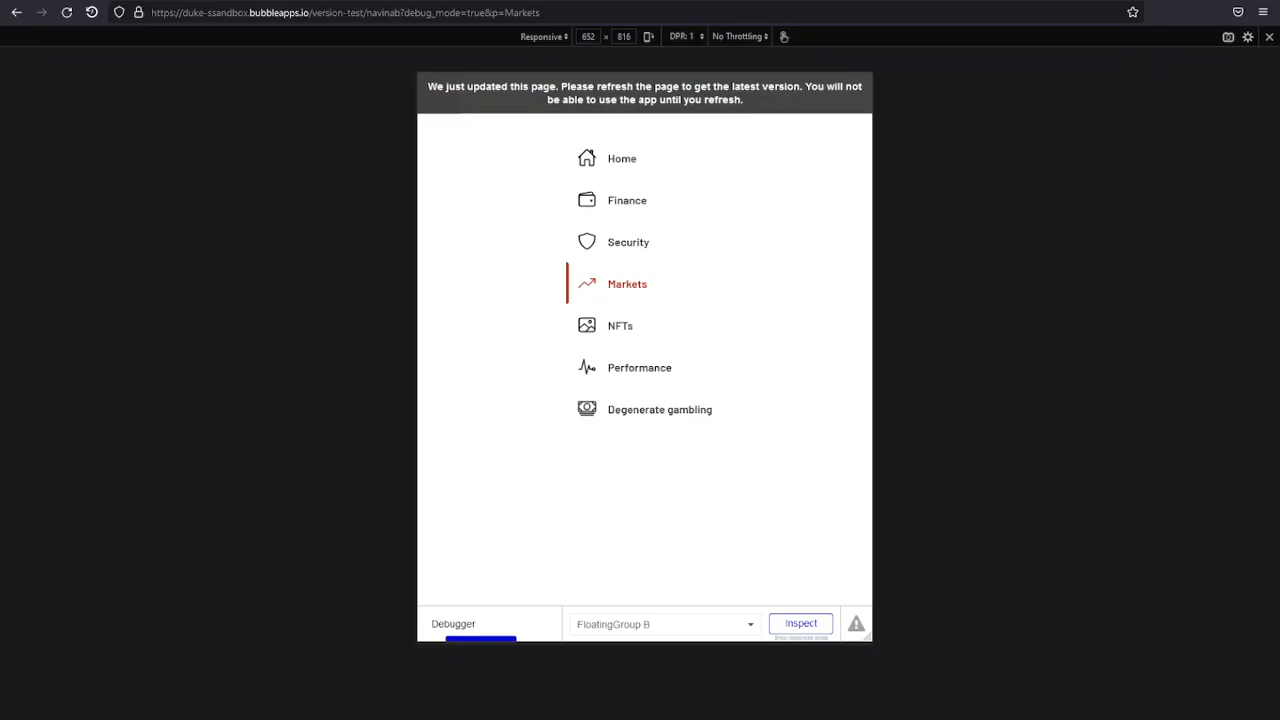 https://duke-ssandbox.bubbleapps.io/version-test/navinab?debug_mode=true&p=Markets
Responsive 652 × 816 DPR: 1 No Throttling
We just updated this page. Please refresh the page to get the latest version. You will not
be able to use the app until you refresh.
Home
Finance
Security
Markets
NFTs
Performance
Degenerate gambling
Debugger FloatingGroup B Inspect